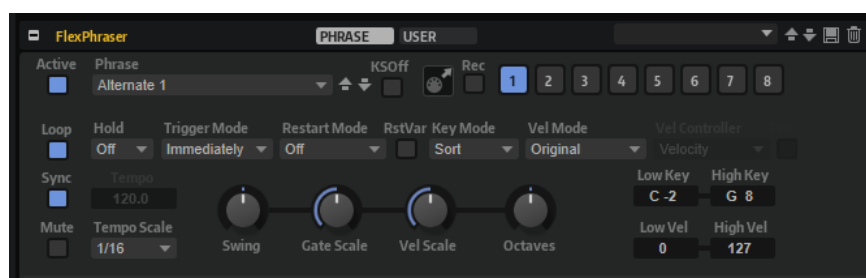 FlexPhraser PHRASE USER
Active Phrase KSOff Rec
Alternate 1 1 2 3 4 5 6 7 8
Loop Hold Trigger Mode Restart Mode RstVar Key Mode Vel Mode Vel Controller
Off Immediately Off Sort Original Velocity
Sync Tempo Low Key High Key
120.0 C -2 G 8
Mute Tempo Scale Low Vel High Vel
1/16 Swing Gate Scale Vel Scale Octaves 0 127